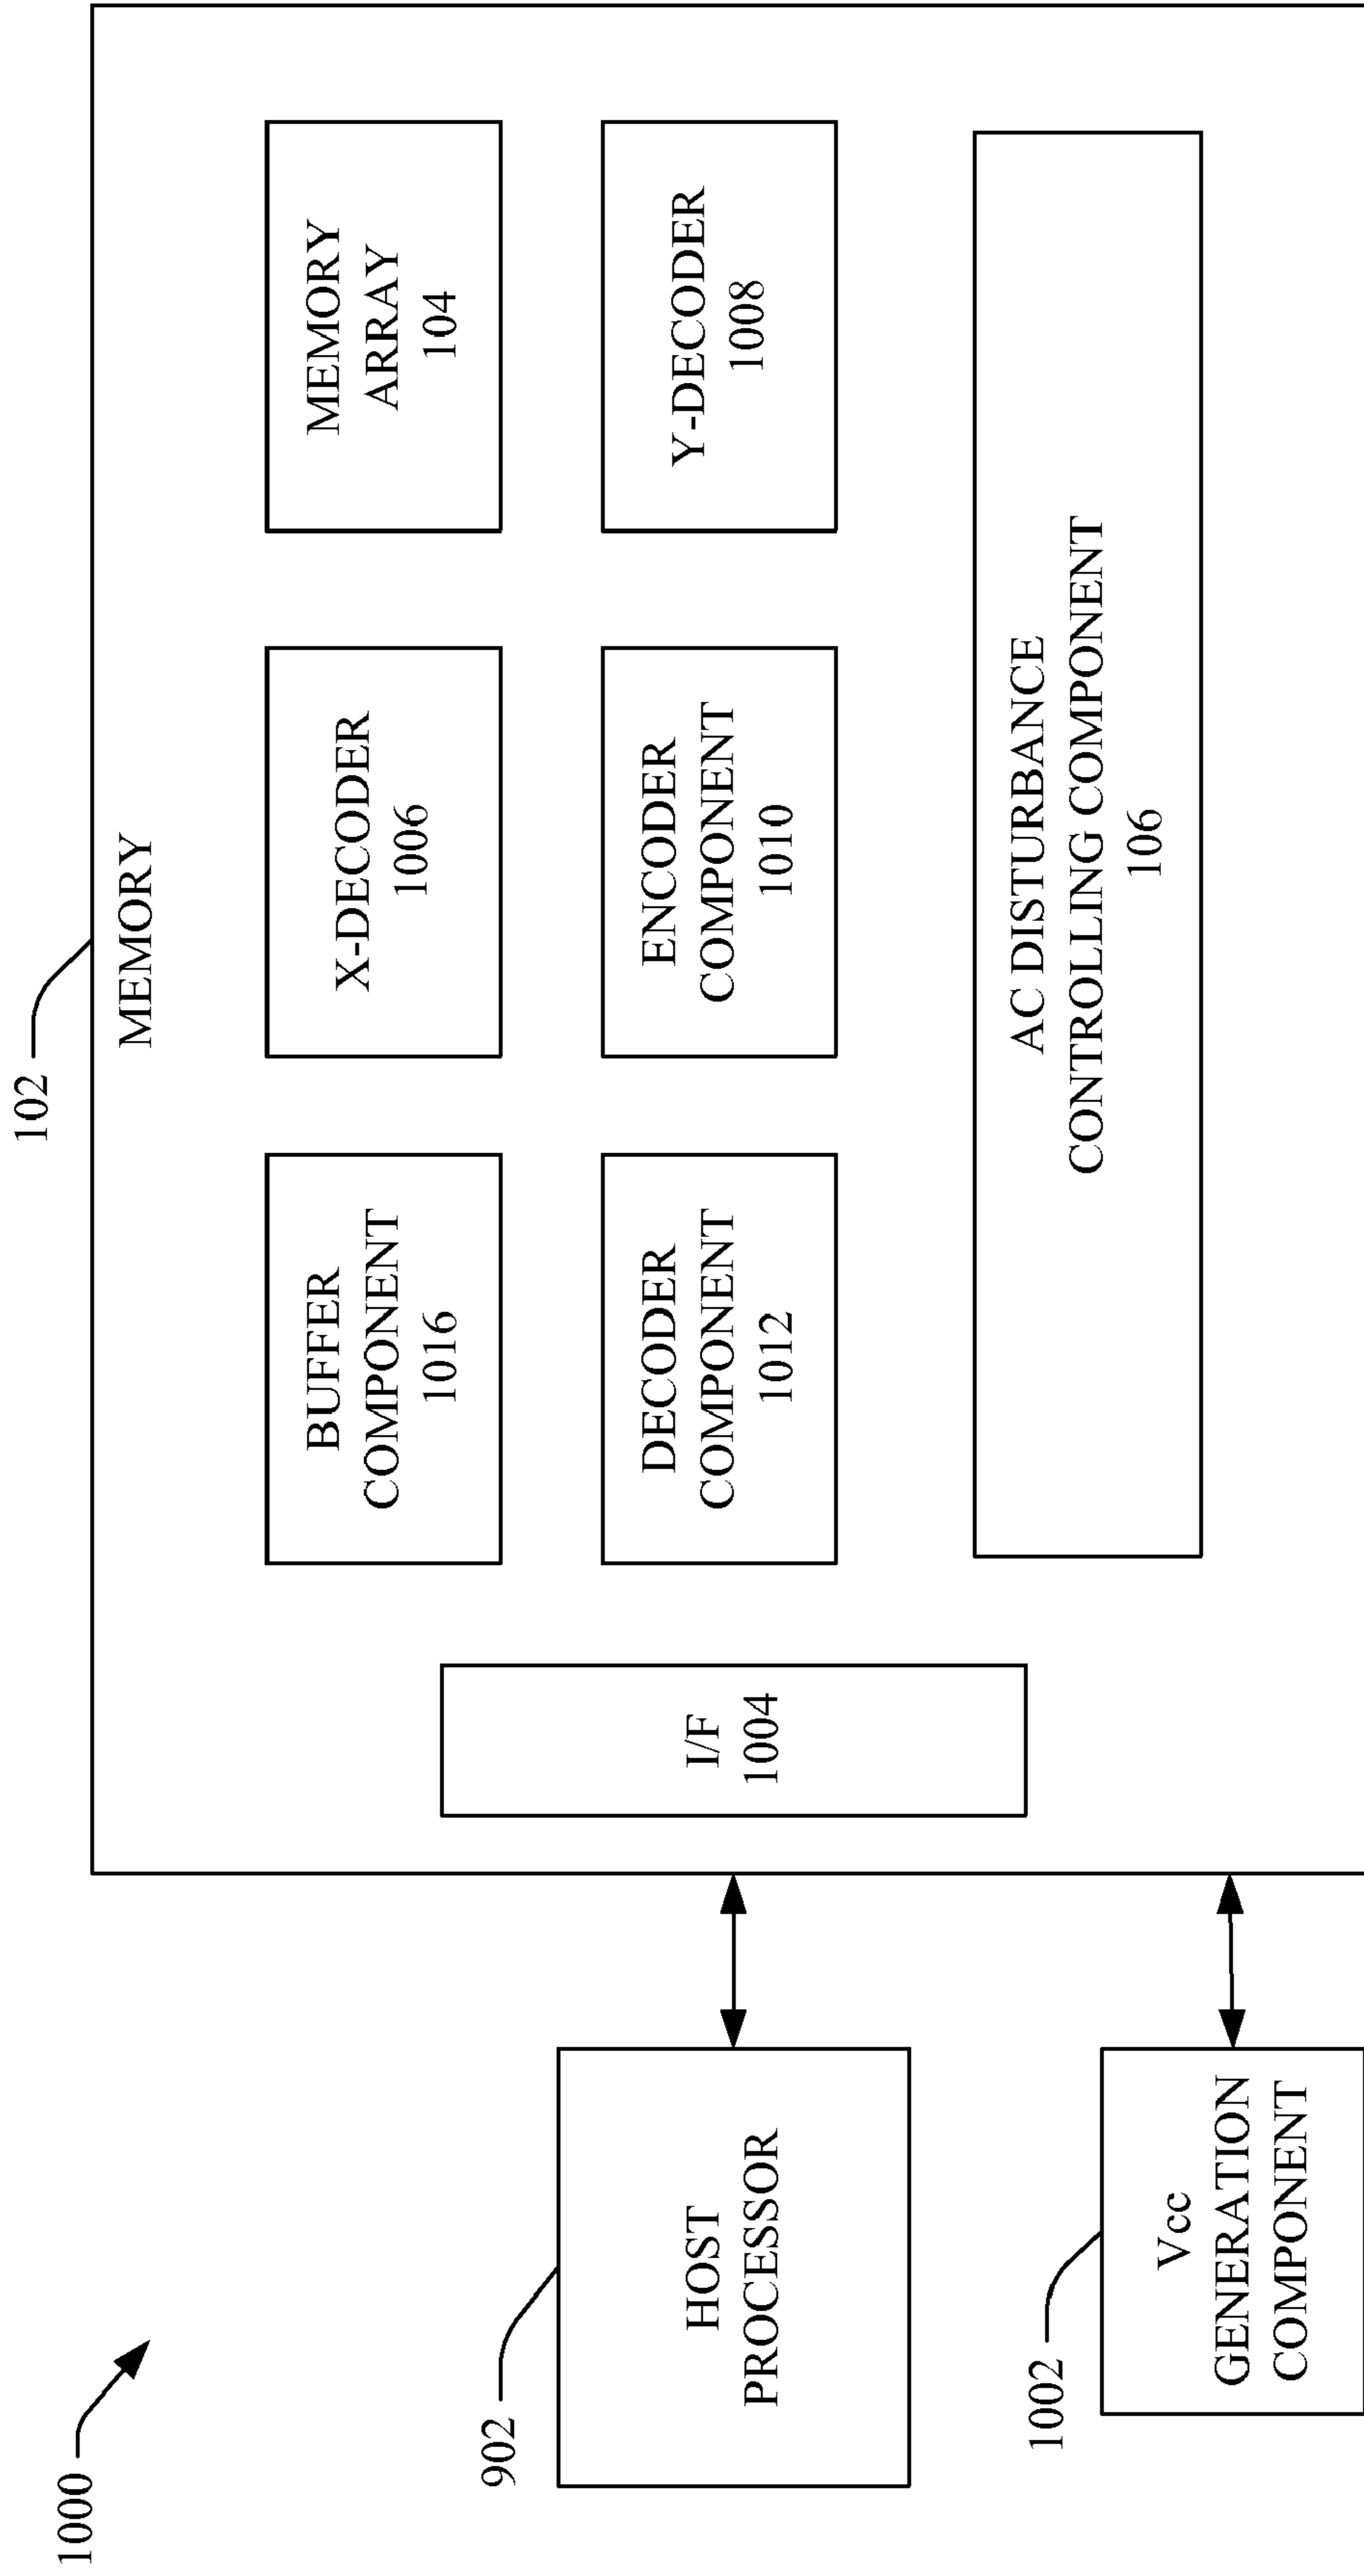 1000
102
MEMORY
BUFFER
COMPONENT
1016
X-DECODER
1006
MEMORY
ARRAY
104
902
HOST
PROCESSOR
I/F
1004
DECODER
COMPONENT
1012
ENCODER
COMPONENT
1010
Y-DECODER
1008
1002
Vcc
GENERATION
COMPONENT
AC DISTURBANCE
CONTROLLING COMPONENT
106